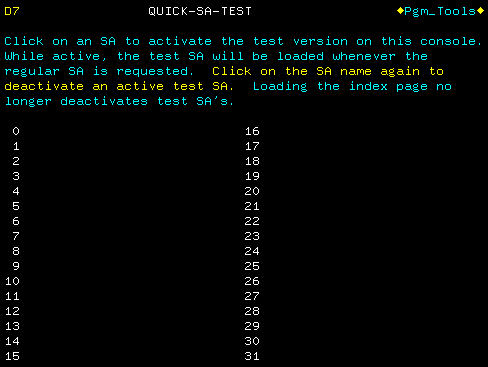 D7 QUICK-SA-TEST ◆Pgm_Tools◆
Click on an SA to activate the test version on this console.
While active, the test SA will be loaded whenever the
regular SA is requested. Click on the SA name again to
deactivate an active test SA. Loading the index page no
longer deactivates test SA's.
0 16
1 17
2 18
3 19
4 20
5 21
6 22
7 23
8 24
9 25
10 26
11 27
12 28
13 29
14 30
15 31